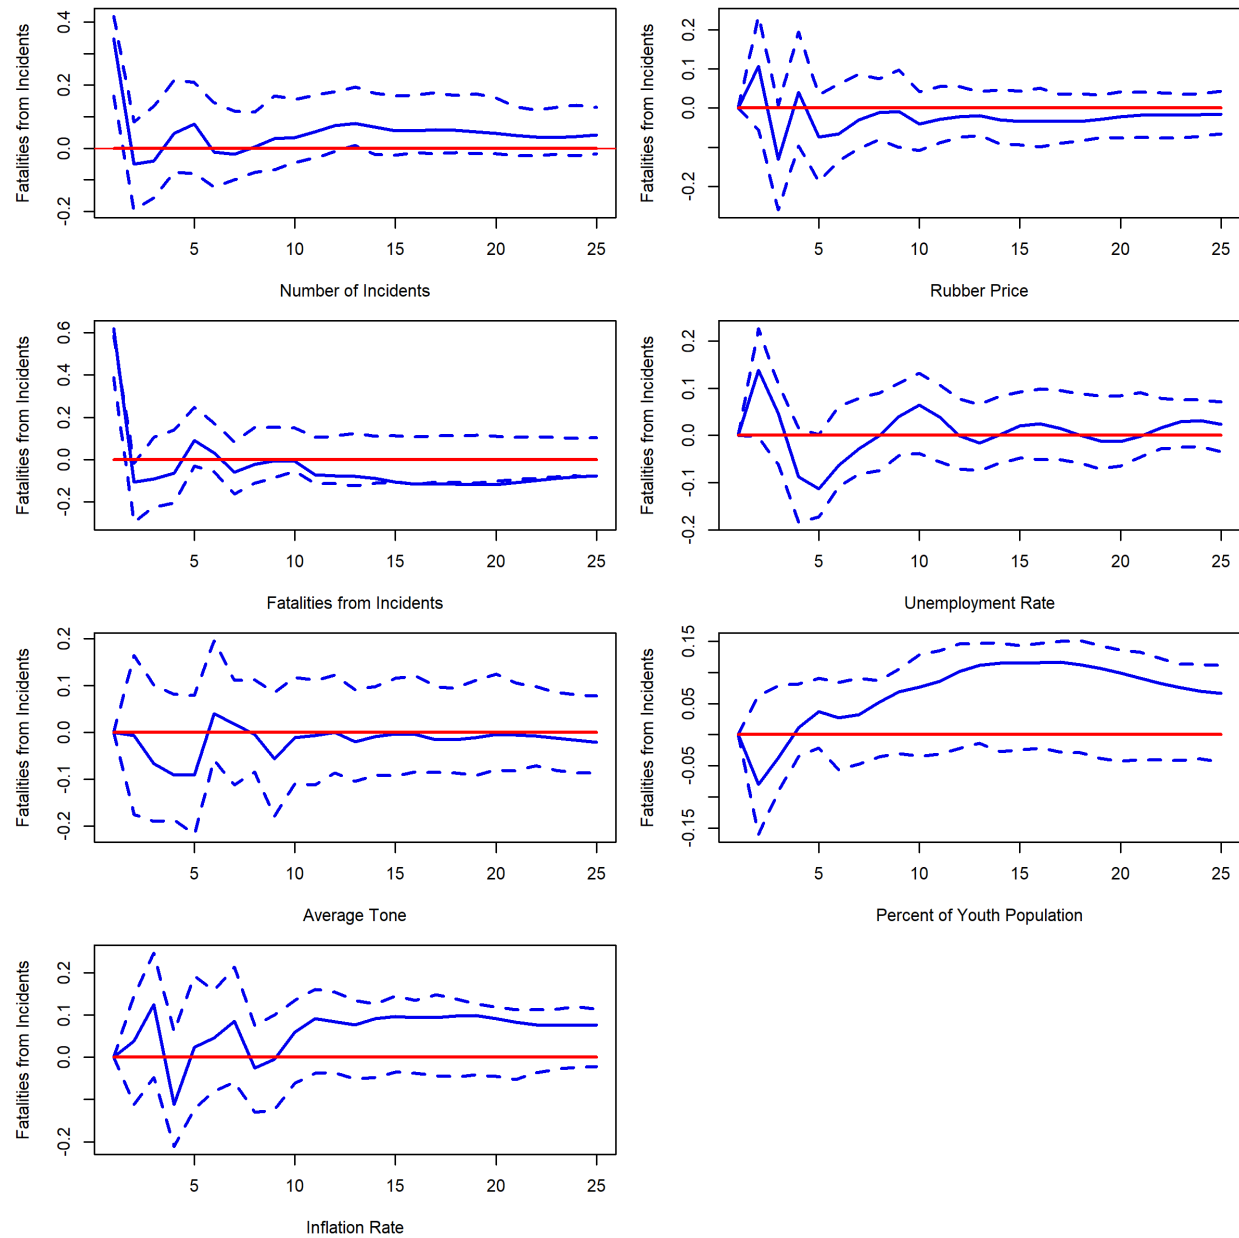 Fatalities from Incidents
0.4
0.2
0.0
-0.2
5 10 15 20 25
Number of Incidents
Fatalities from Incidents
0.2
0.1
0.0
-0.1
-0.2
5 10 15 20 25
Rubber Price
Fatalities from Incidents
0.6
0.4
0.2
0.0
-0.2
5 10 15 20 25
Fatalities from Incidents
Fatalities from Incidents
0.2
0.1
0.0
-0.1
-0.2
5 10 15 20 25
Unemployment Rate
Fatalities from Incidents
0.2
0.1
0.0
-0.1
-0.2
5 10 15 20 25
Average Tone
Fatalities from Incidents
0.15
0.05
-0.05
-0.15
5 10 15 20 25
Percent of Youth Population
Fatalities from Incidents
0.2
0.1
0.0
-0.2
5 10 15 20 25
Inflation Rate